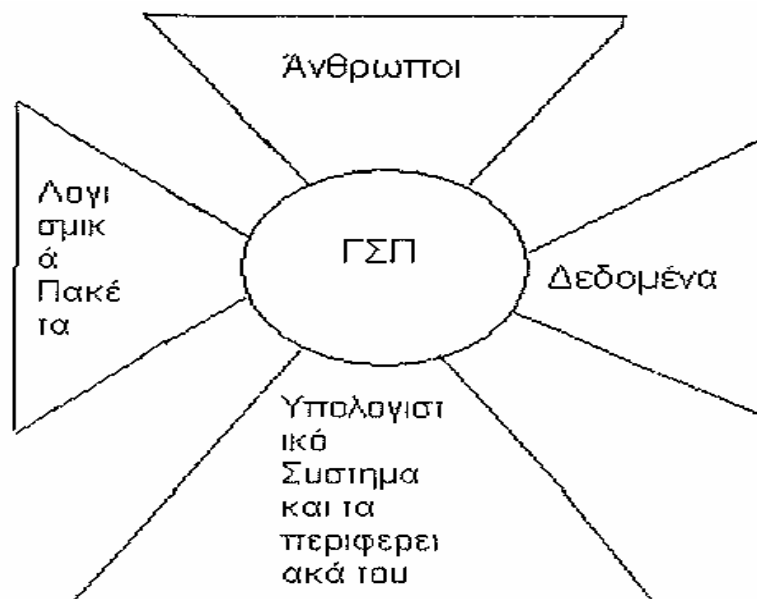 Άνθρωποι
Λογι
σμικ
ά
Πακέ
τα
ΓΣΠ
Δεδομένα
Υπολογιστ
ικό
Συστημα
και τα
περιφερει
ακά του